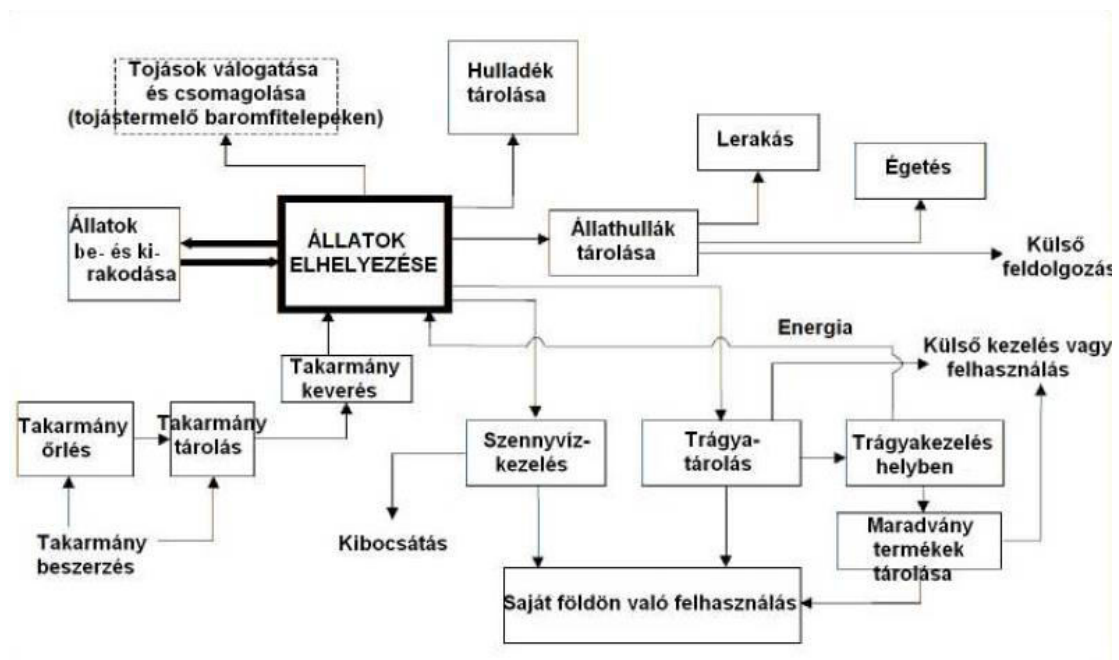 Tojások válogatása
és csomagolása
(tojástermelő baromfitelepeken)
Hulladék
tárolása
Lerakás
Égetés
Állatok
be- és ki-
rakodása
ÁLLATOK
ELHELYEZÉSE
Állathullák
tárolása
Külső
feldolgozás
Energia
Külső kezelés vagy
felhasználás
Takarmány
keverés
Takarmány
őrlés
Takarmány
tárolás
Szennyvíz-
kezelés
Trágya-
tárolás
Trágyakezelés
helyben
Takarmány
beszerzés
Kibocsátás
Maradvány
termékek
tárolása
Saját földön való felhasználás